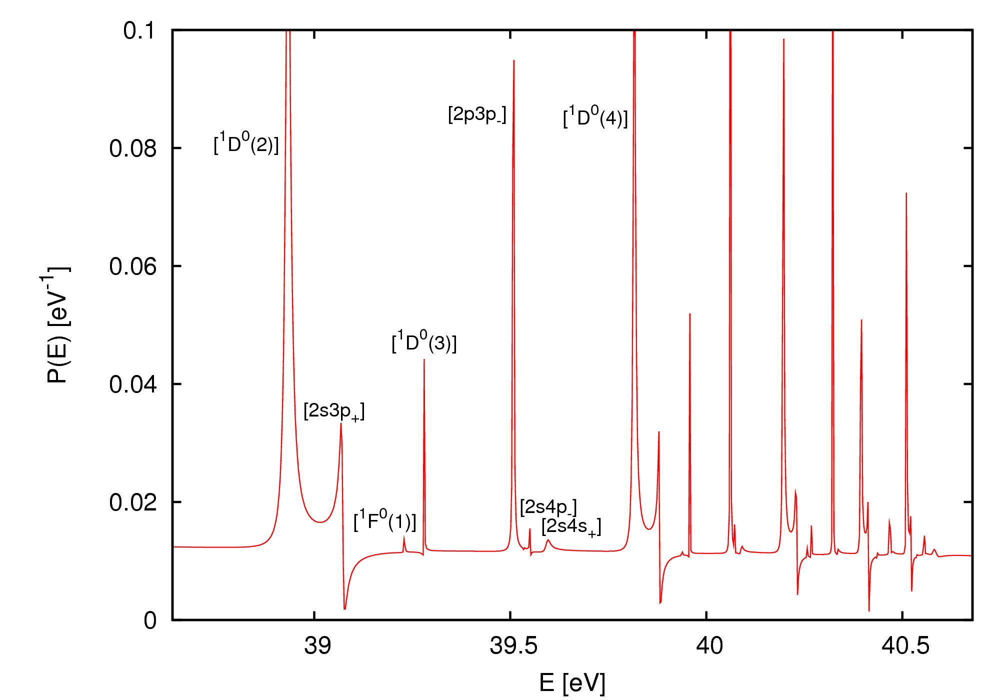 0.1
0.08
0.06
0.04
0.02
0
P(E) [eV⁻¹]
[2p3p₋]
[¹D⁰(4)]
[¹D⁰(2)]
[¹D⁰(3)]
[2s3p₊]
[2s4p₋]
[¹F⁰(1)]
[2s4s₊]
39 39.5 40 40.5
E [eV]